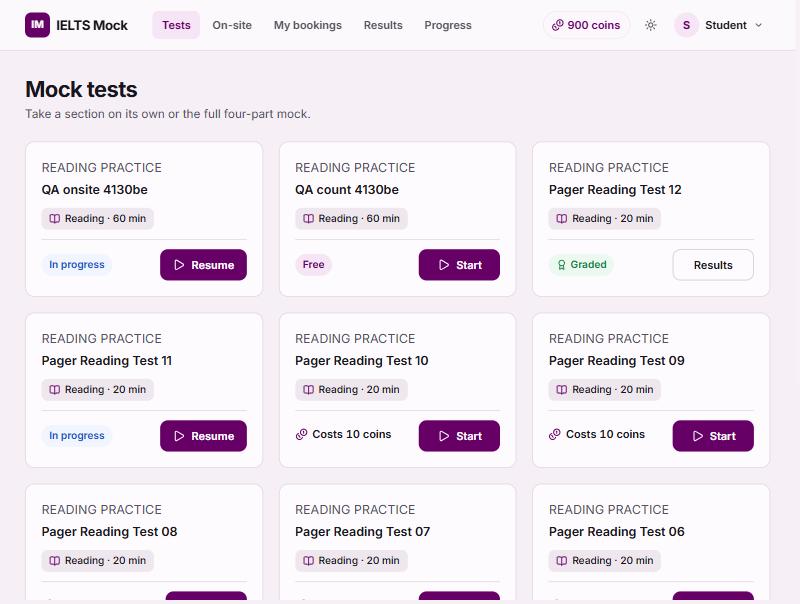 IM IELTS Mock Tests On-site My bookings Results Progress 900 coins S Student
Mock tests
Take a section on its own or the full four-part mock.
READING PRACTICE
QA onsite 4130be
Reading · 60 min
In progress Resume
READING PRACTICE
QA count 4130be
Reading · 60 min
Free Start
READING PRACTICE
Pager Reading Test 12
Reading · 20 min
Graded Results
READING PRACTICE
Pager Reading Test 11
Reading · 20 min
In progress Resume
READING PRACTICE
Pager Reading Test 10
Reading · 20 min
Costs 10 coins Start
READING PRACTICE
Pager Reading Test 09
Reading · 20 min
Costs 10 coins Start
READING PRACTICE
Pager Reading Test 08
Reading · 20 min
READING PRACTICE
Pager Reading Test 07
Reading · 20 min
READING PRACTICE
Pager Reading Test 06
Reading · 20 min